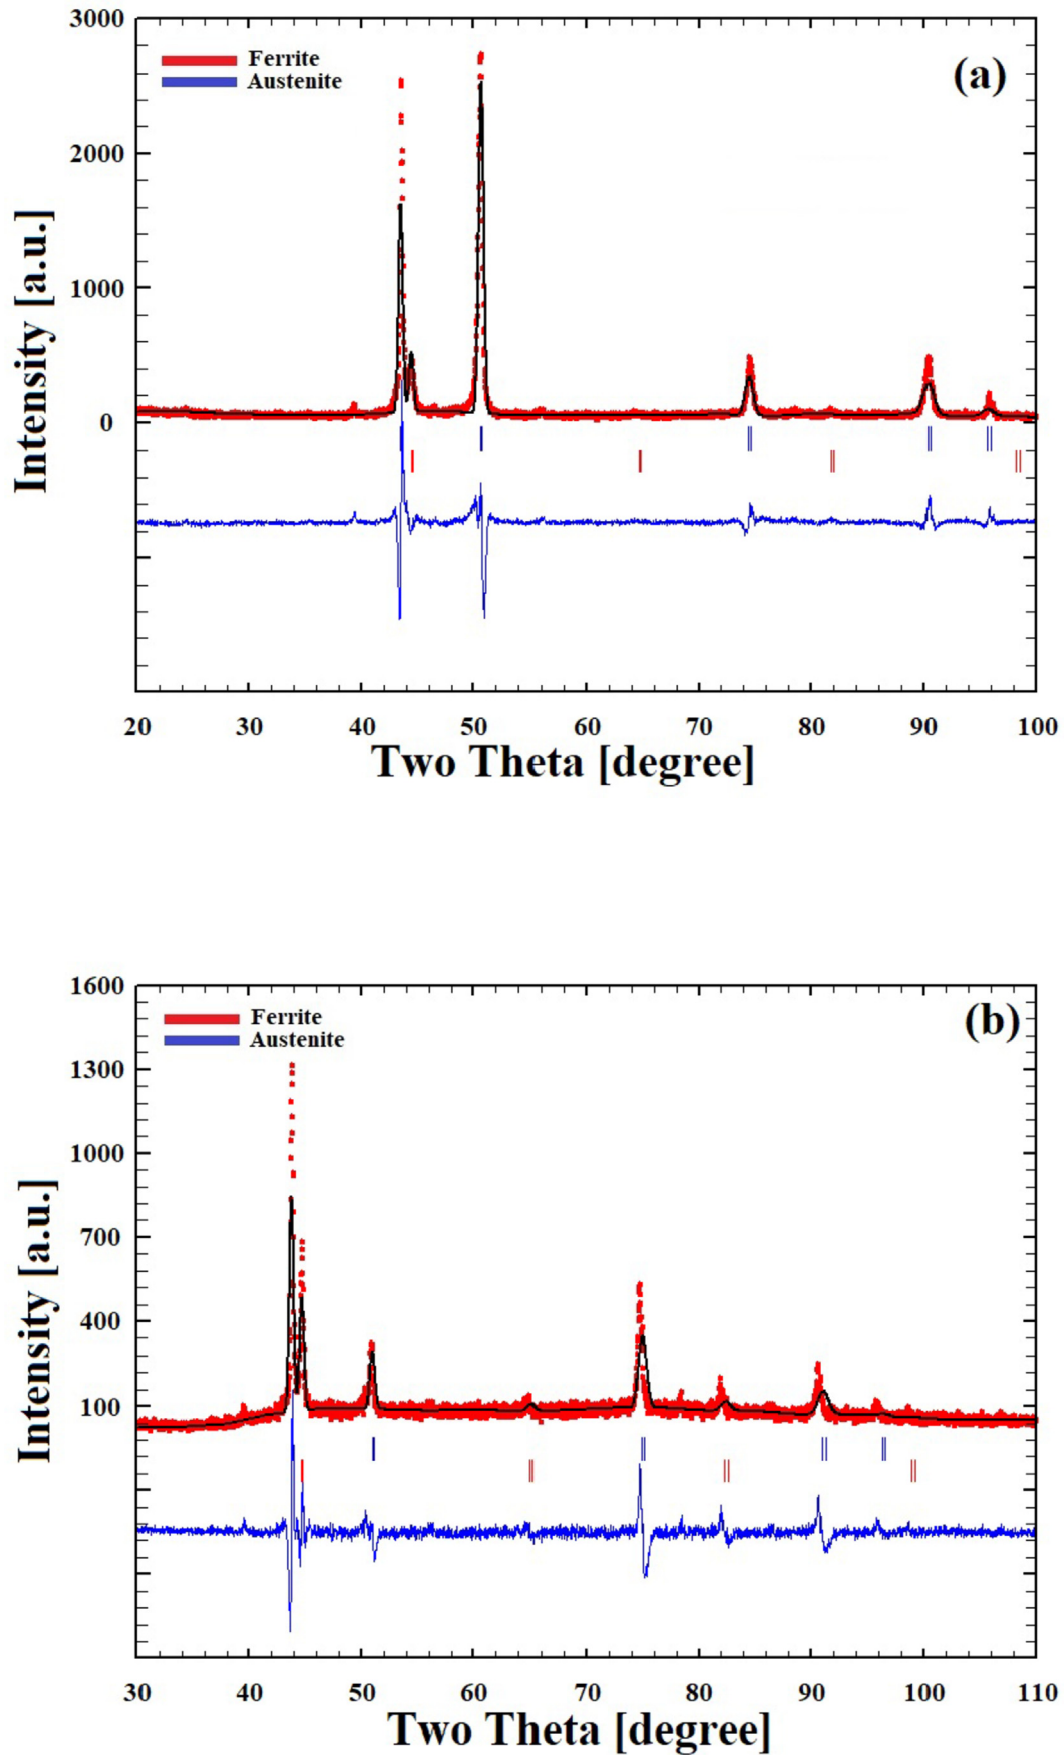 3000
Ferrite
Austenite
(a)
2000
1000
0
Intensity [a.u.]
20 30 40 50 60 70 80 90 100
Two Theta [degree]
1600
Ferrite
Austenite
(b)
1300
1000
700
400
100
Intensity [a.u.]
30 40 50 60 70 80 90 100 110
Two Theta [degree]